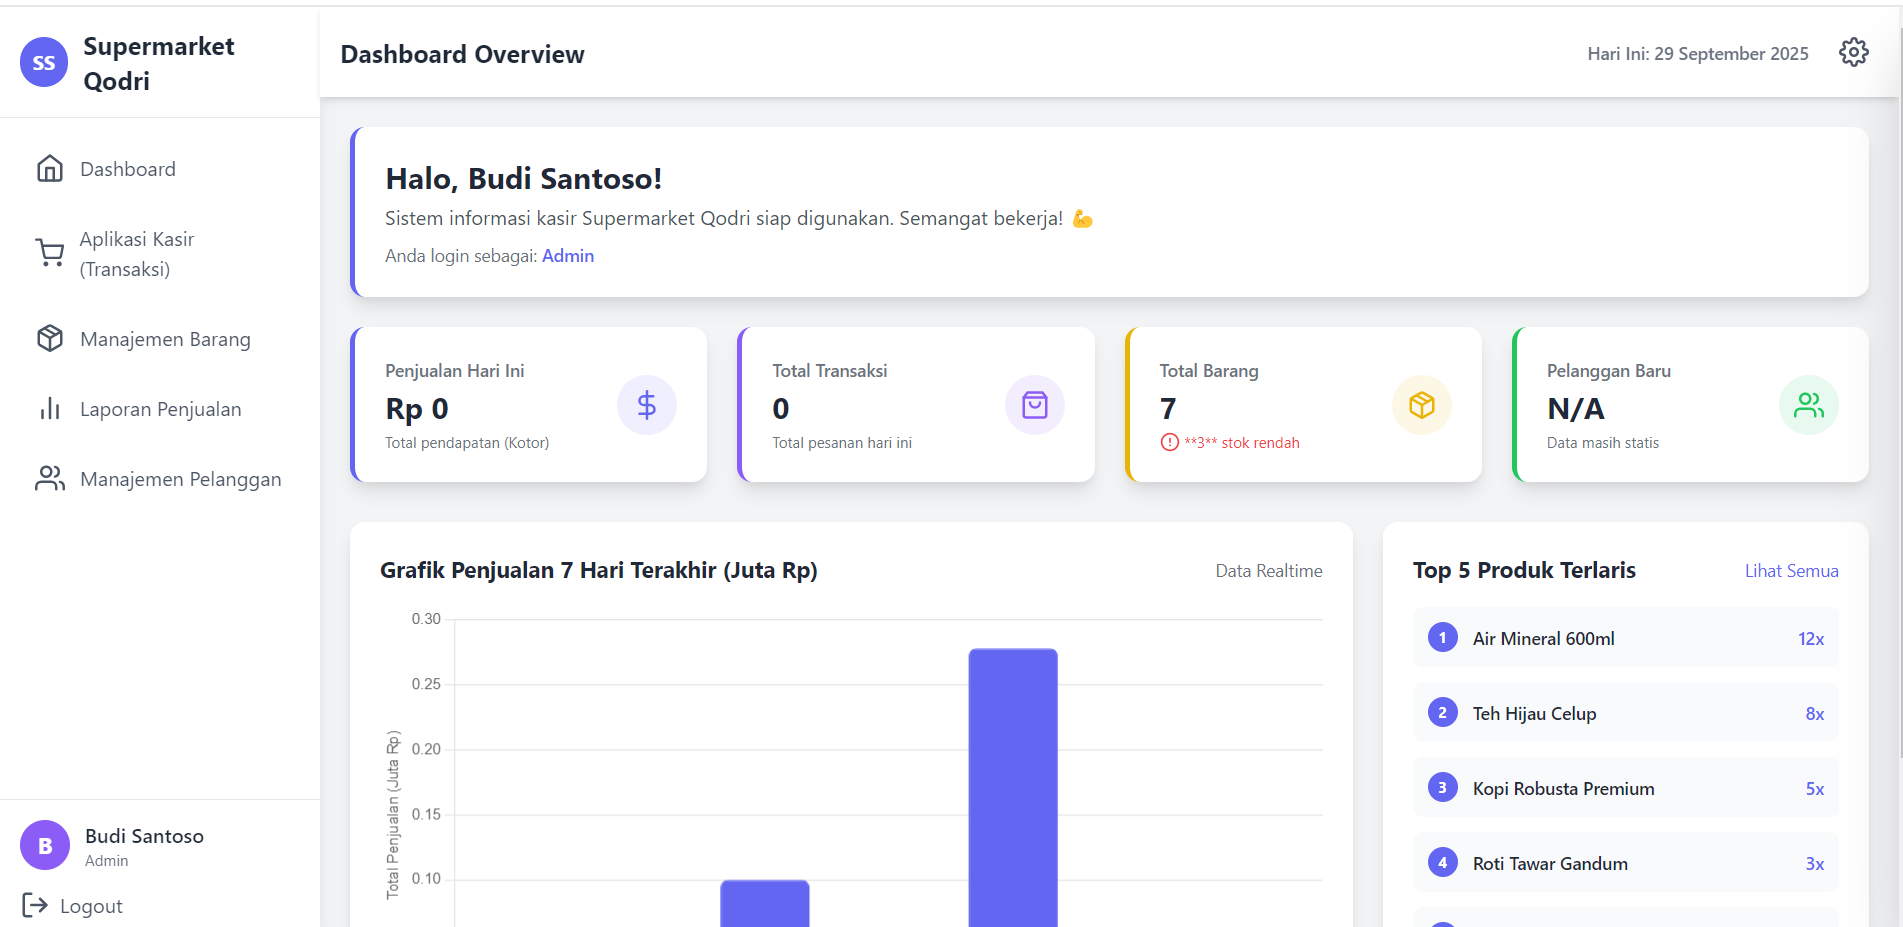 SS
Supermarket
Qodri
Dashboard
Aplikasi Kasir
(Transaksi)
Manajemen Barang
Laporan Penjualan
Manajemen Pelanggan
B
Budi Santoso
Admin
Logout
Dashboard Overview
Hari Ini: 29 September 2025
Halo, Budi Santoso!
Sistem informasi kasir Supermarket Qodri siap digunakan. Semangat bekerja! 💪
Anda login sebagai: Admin
Penjualan Hari Ini
Rp 0
Total pendapatan (Kotor)
Total Transaksi
0
Total pesanan hari ini
Total Barang
7
**3** stok rendah
Pelanggan Baru
N/A
Data masih statis
Grafik Penjualan 7 Hari Terakhir (Juta Rp)
Data Realtime
Total Penjualan (Juta Rp)
0.30
0.25
0.20
0.15
0.10
Top 5 Produk Terlaris
Lihat Semua
1 Air Mineral 600ml 12x
2 Teh Hijau Celup 8x
3 Kopi Robusta Premium 5x
4 Roti Tawar Gandum 3x